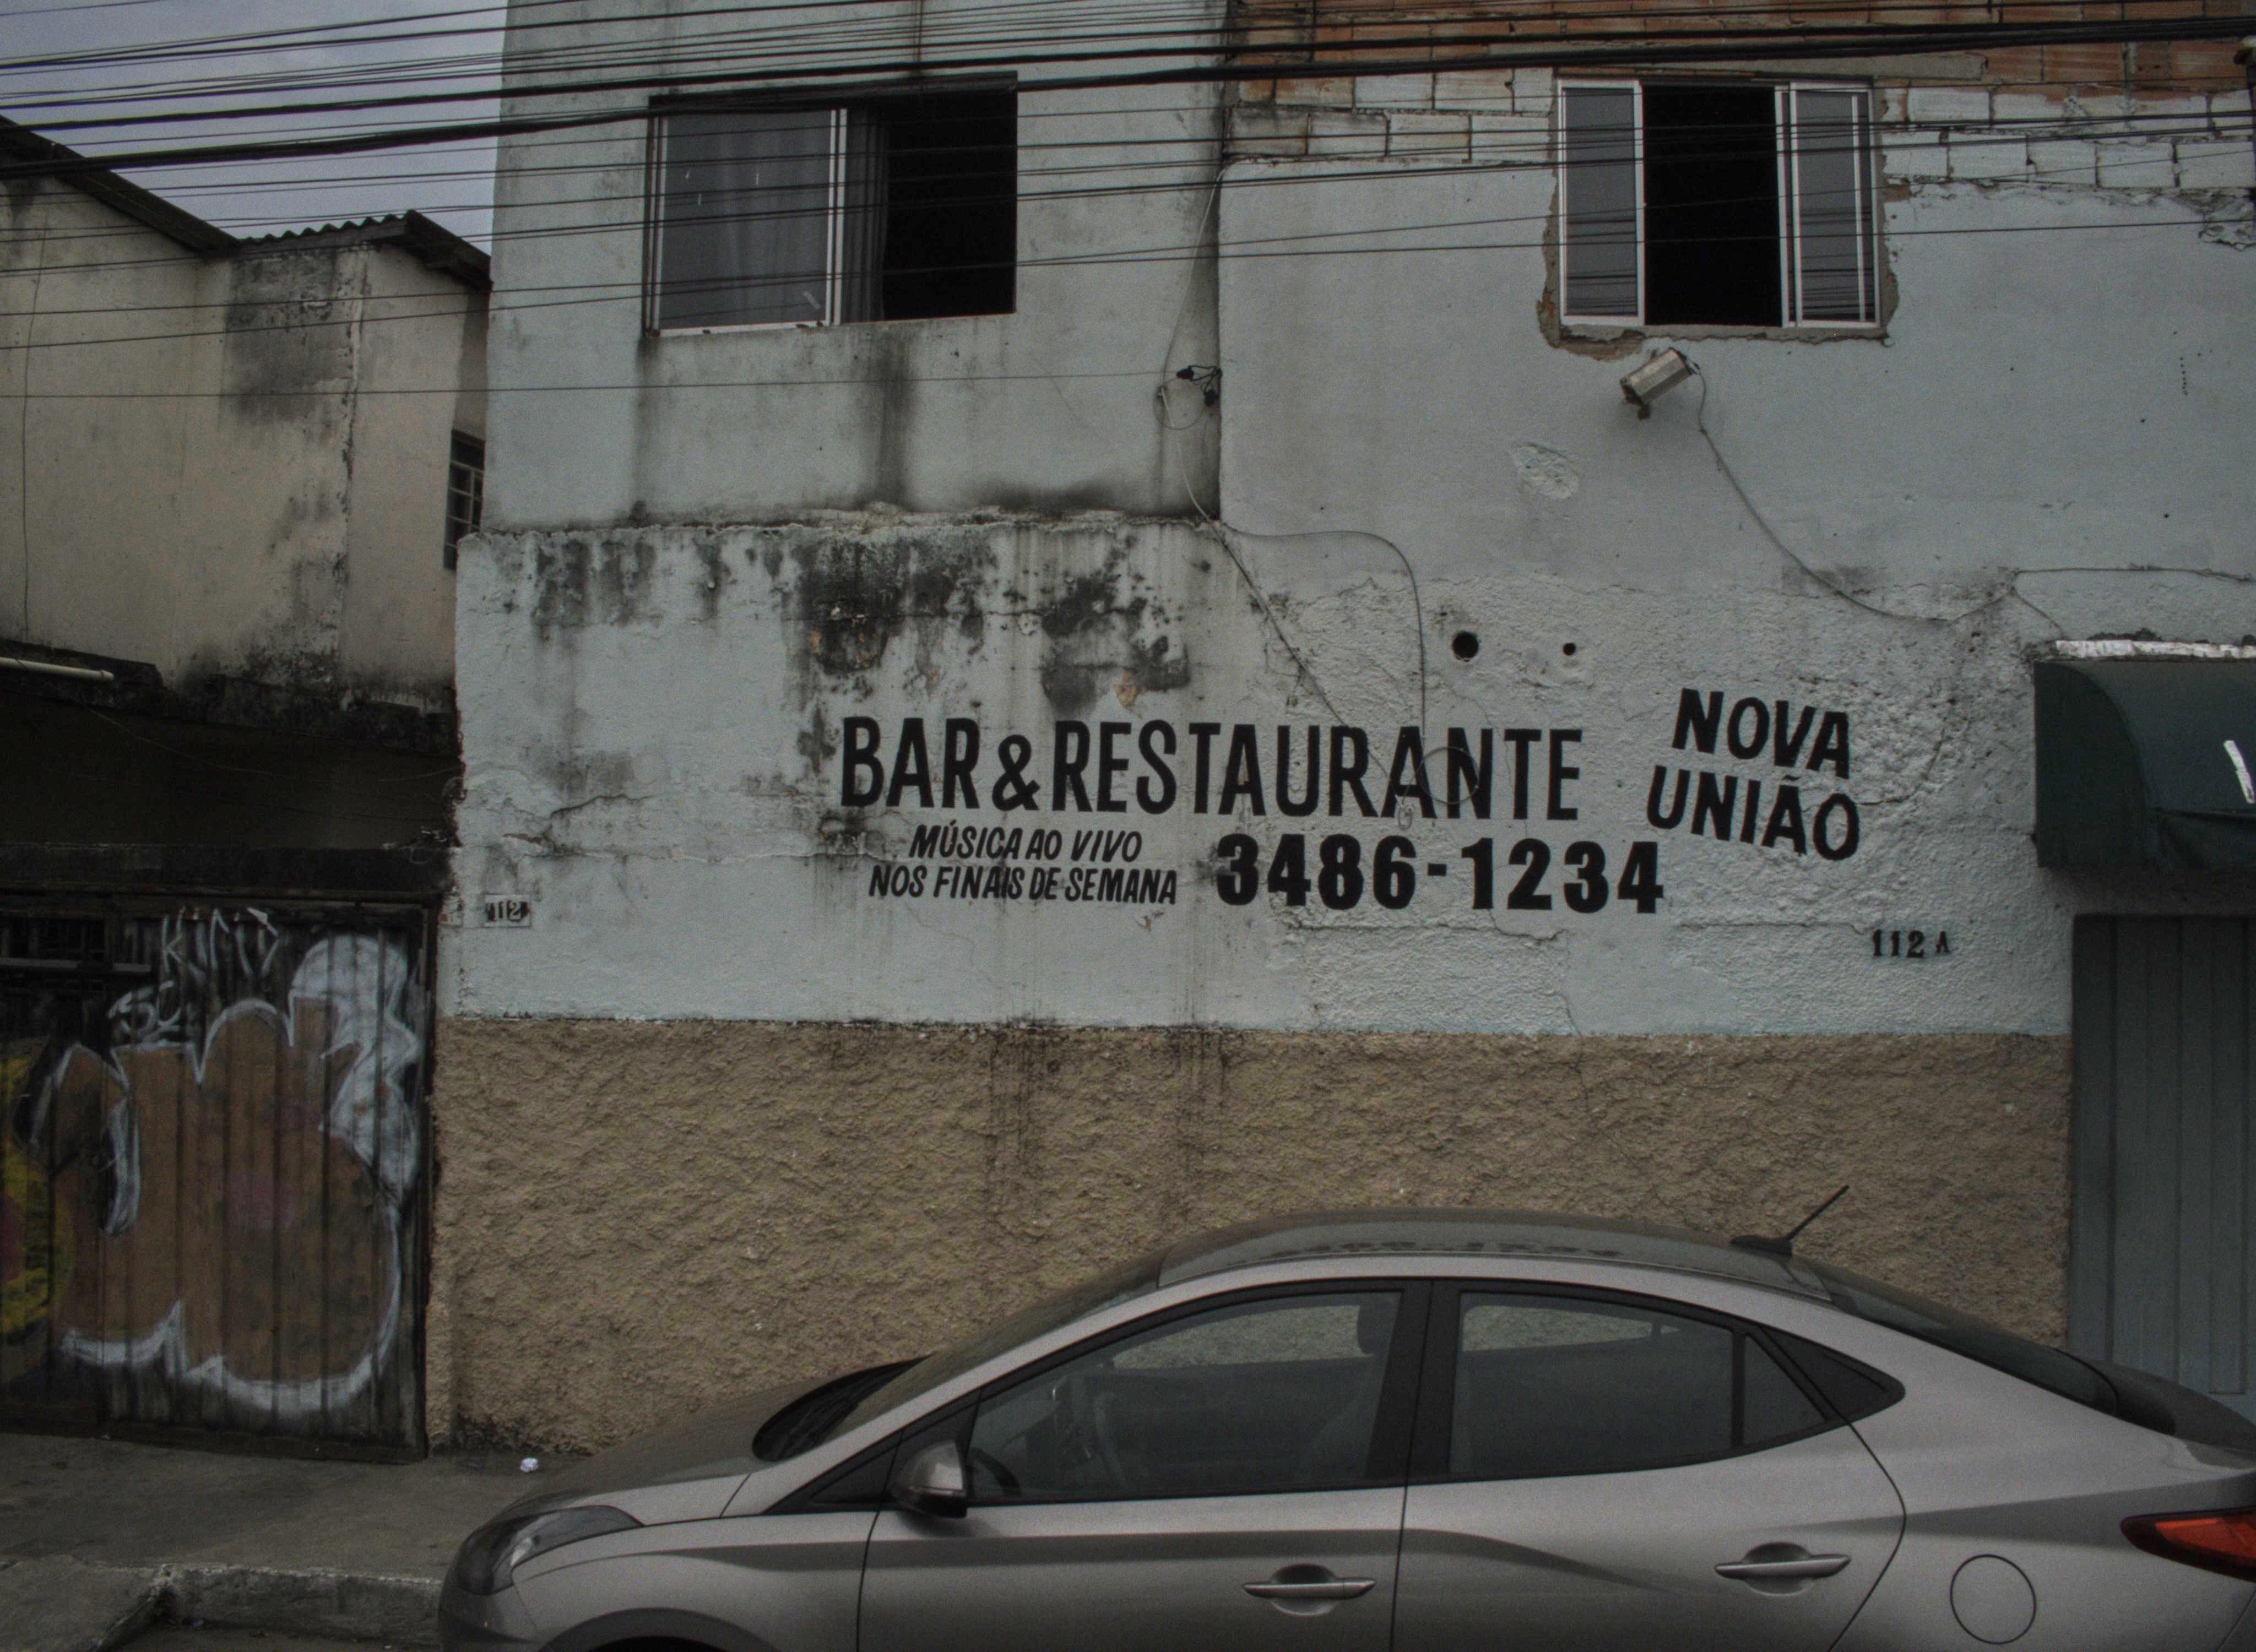 BAR & RESTAURANTE
NOVA
UNIÃO
MÚSICA AO VIVO
NOS FINAIS DE SEMANA
3486-1234
112
112 A